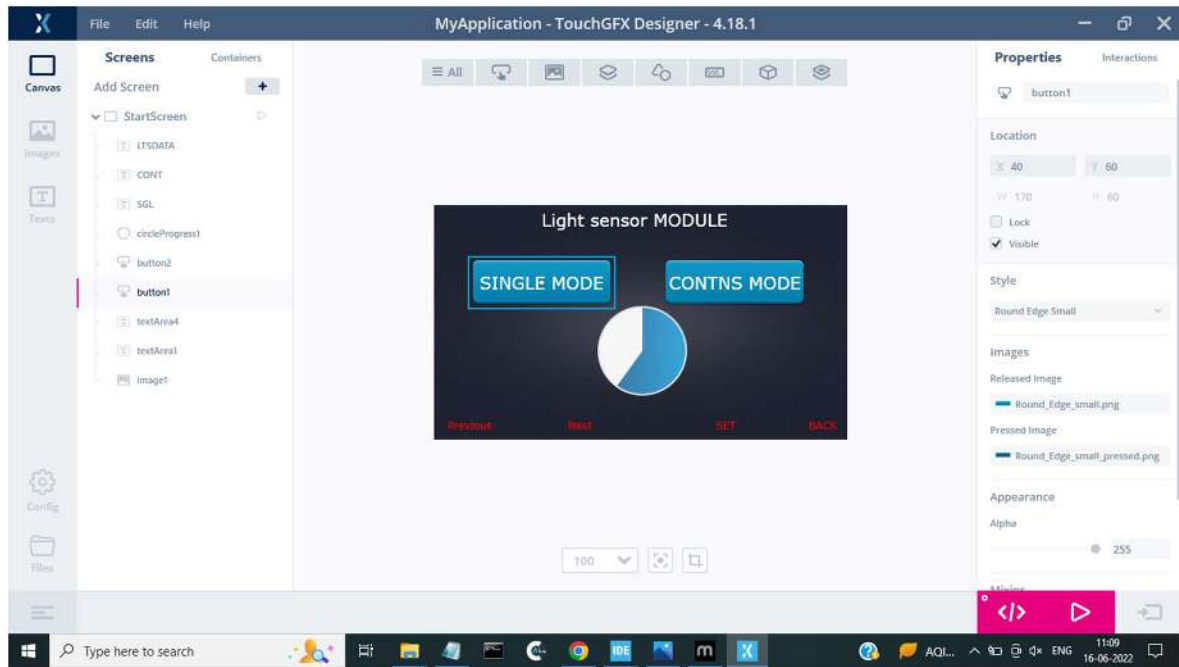 File Edit Help
MyApplication - TouchGFX Designer - 4.18.1
Canvas
Images
Texts
Config
Files
Screens Containers
Add Screen
StartScreen
LTSDATA
CONT
SGL
circleProgress1
button2
button1
textArea4
textArea1
image1
All
Light sensor MODULE
SINGLE MODE CONTNS MODE
Previous Next SET BACK
100
Properties Interactions
button1
Location
X 40 Y 60
W 170 H 60
Lock
Visible
Style
Round Edge Small
Images
Released Image
Round_Edge_small.png
Pressed Image
Round_Edge_small_pressed.png
Appearance
Alpha
255
Mixins
Type here to search
IDE
m
X
AQI...
ENG
11:09
16-06-2022